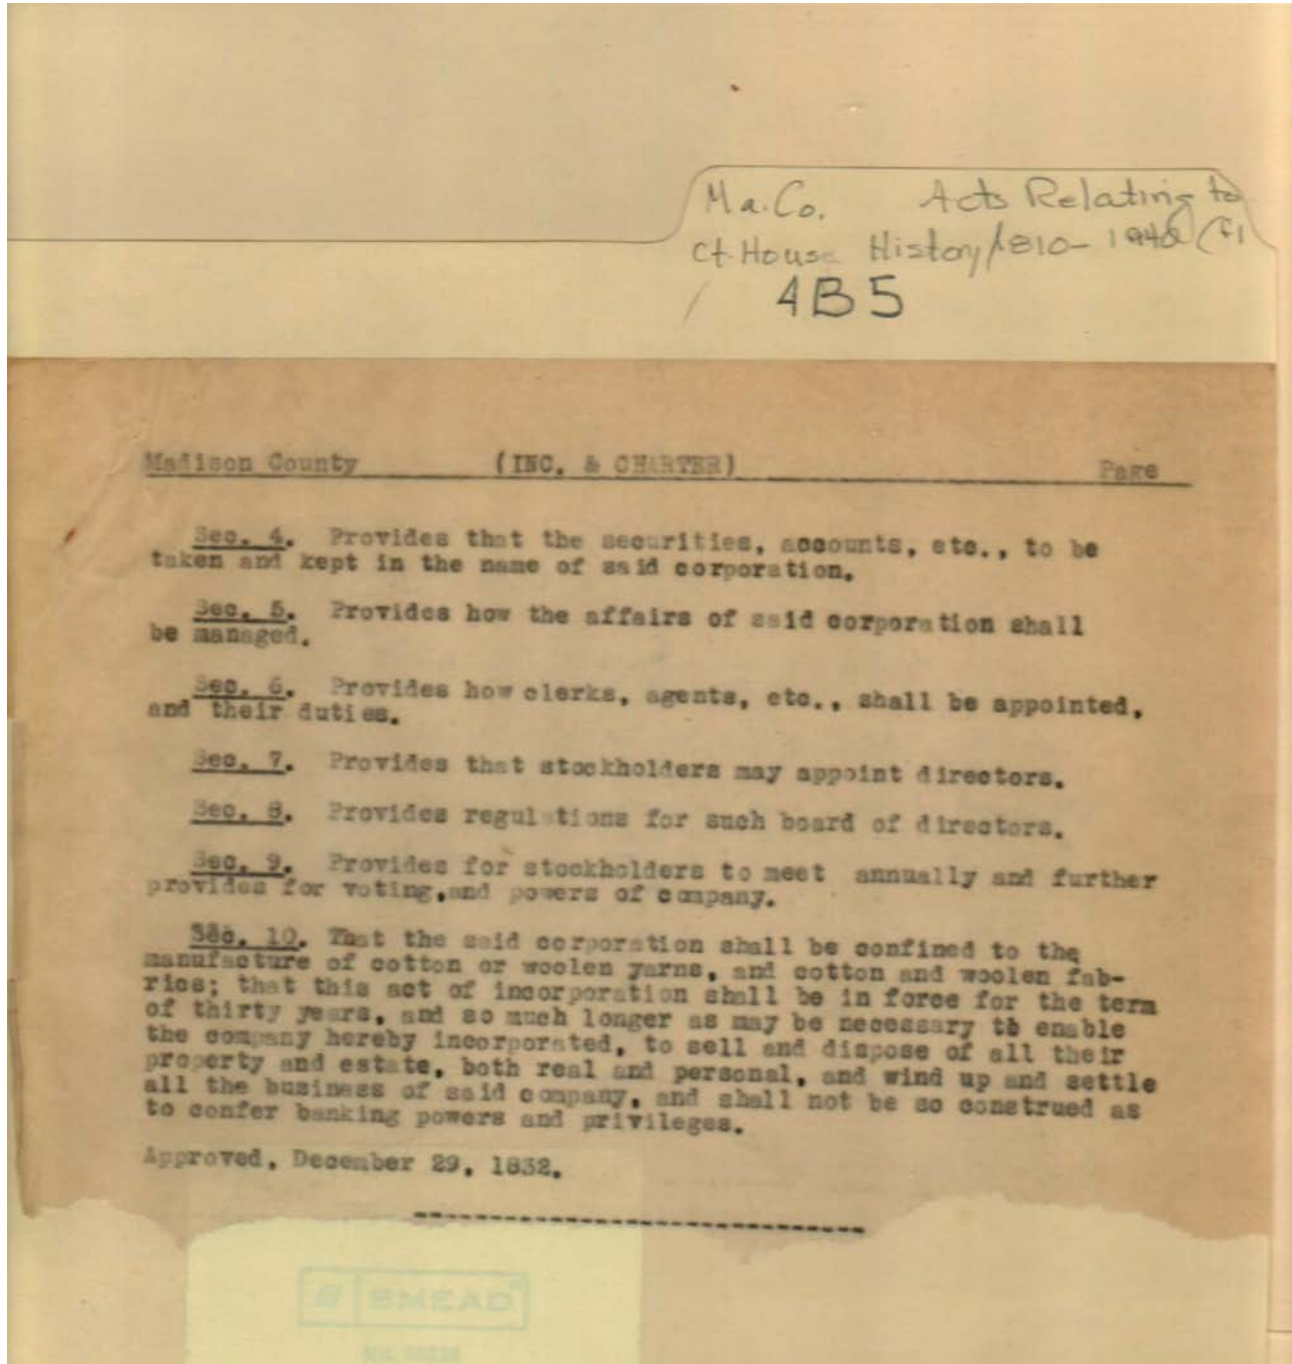 Ma.Co. Acts Relating to
Ct. House History 1810-1940
4B5
Madison County (INC. & CHARTER) Page
Sec. 4. Provides that the securities, accounts, etc., to be
taken and kept in the name of said corporation.
Sec. 5. Provides how the affairs of said corporation shall
be managed.
Sec. 6. Provides how clerks, agents, etc., shall be appointed,
and their duties.
Sec. 7. Provides that stockholders may appoint directors.
Sec. 8. Provides regulations for such board of directors.
Sec. 9. Provides for stockholders to meet annually and further
provides for voting,and powers of company.
Sec. 10. That the said corporation shall be confined to the
manufacture of cotton or woolen yarns, and cotton and woolen fab-
rics; that this act of incorporation shall be in force for the term
of thirty years, and so much longer as may be necessary to enable
the company hereby incorporated, to sell and dispose of all their
property and estate, both real and personal, and wind up and settle
all the business of said company, and shall not be so construed as
to confer banking powers and privileges.
Approved, December 29, 1832.
SMEAD